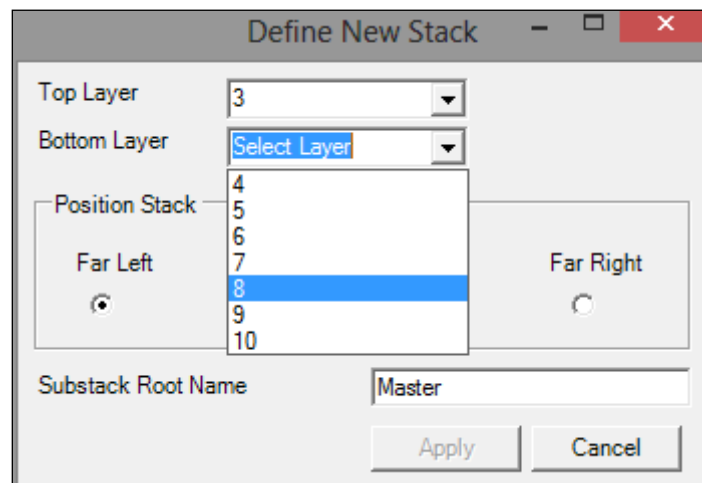 Define New Stack
Top Layer 3
Bottom Layer Select Layer
4
5
Position Stack
6
7
Far Left Far Right
8
9
10
Substack Root Name Master
Apply Cancel